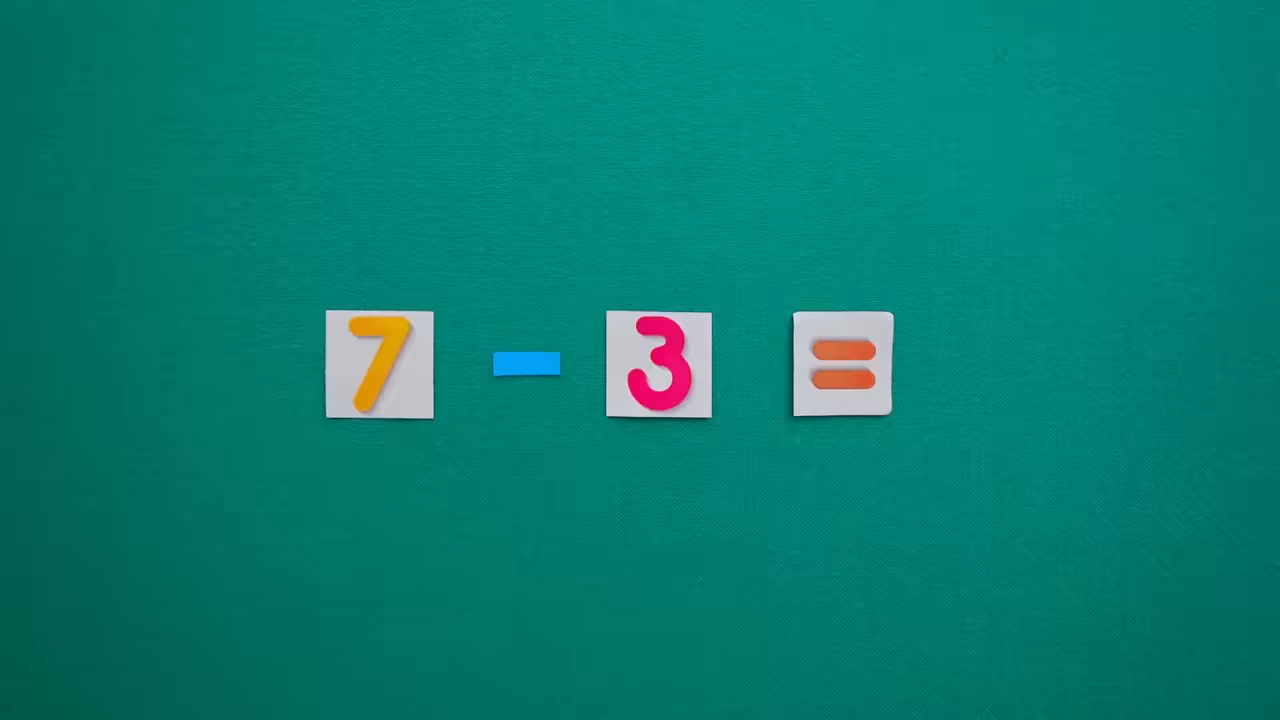 7 - 3 =